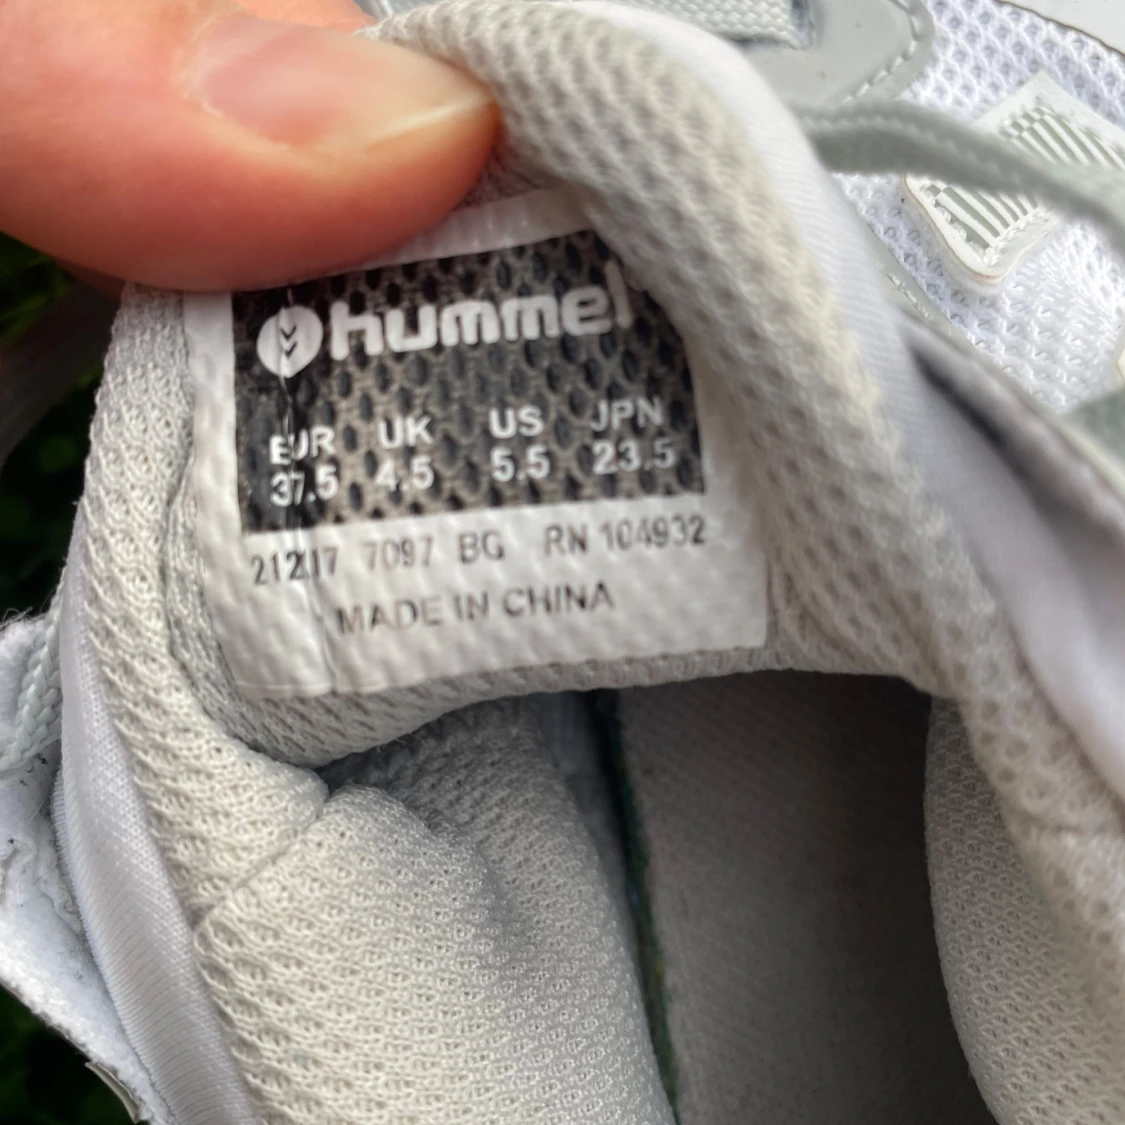 hummel
EUR UK US JPN
37.5 4.5 5.5 23.5
212117 7097 BG RN 104932
MADE IN CHINA